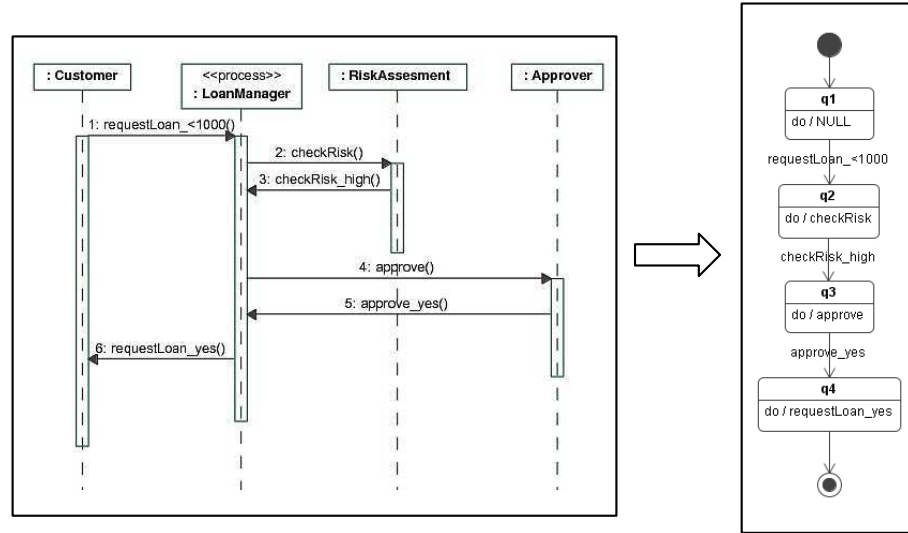 : Customer
<<process>>
: LoanManager
: RiskAssesment
: Approver
1: requestLoan_<1000()
2: checkRisk()
3: checkRisk_high()
4: approve()
5: approve_yes()
6: requestLoan_yes()
q1
do / NULL
requestLoan_<1000
q2
do / checkRisk
checkRisk_high
q3
do / approve
approve_yes
q4
do / requestLoan_yes